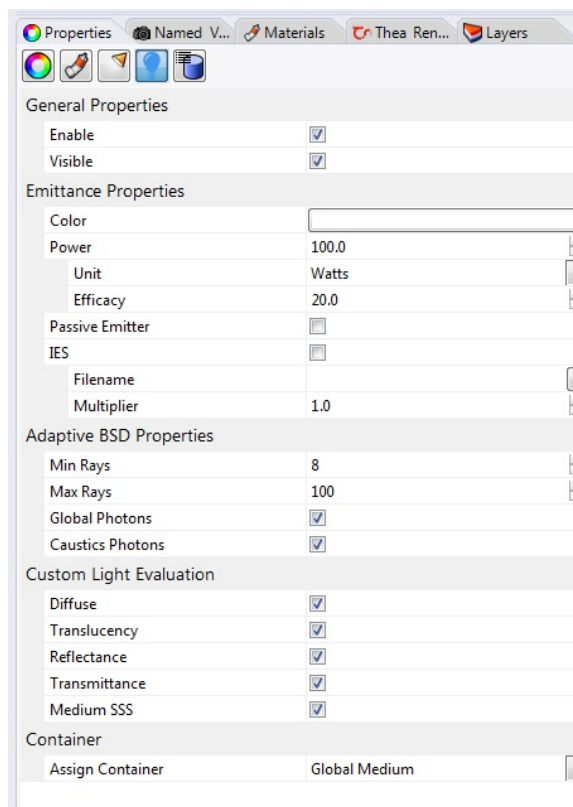 Properties Named V... Materials Thea Ren... Layers
General Properties
Enable
Visible
Emittance Properties
Color
Power 100.0
Unit Watts
Efficacy 20.0
Passive Emitter
IES
Filename
Multiplier 1.0
Adaptive BSD Properties
Min Rays 8
Max Rays 100
Global Photons
Caustics Photons
Custom Light Evaluation
Diffuse
Translucency
Reflectance
Transmittance
Medium SSS
Container
Assign Container Global Medium